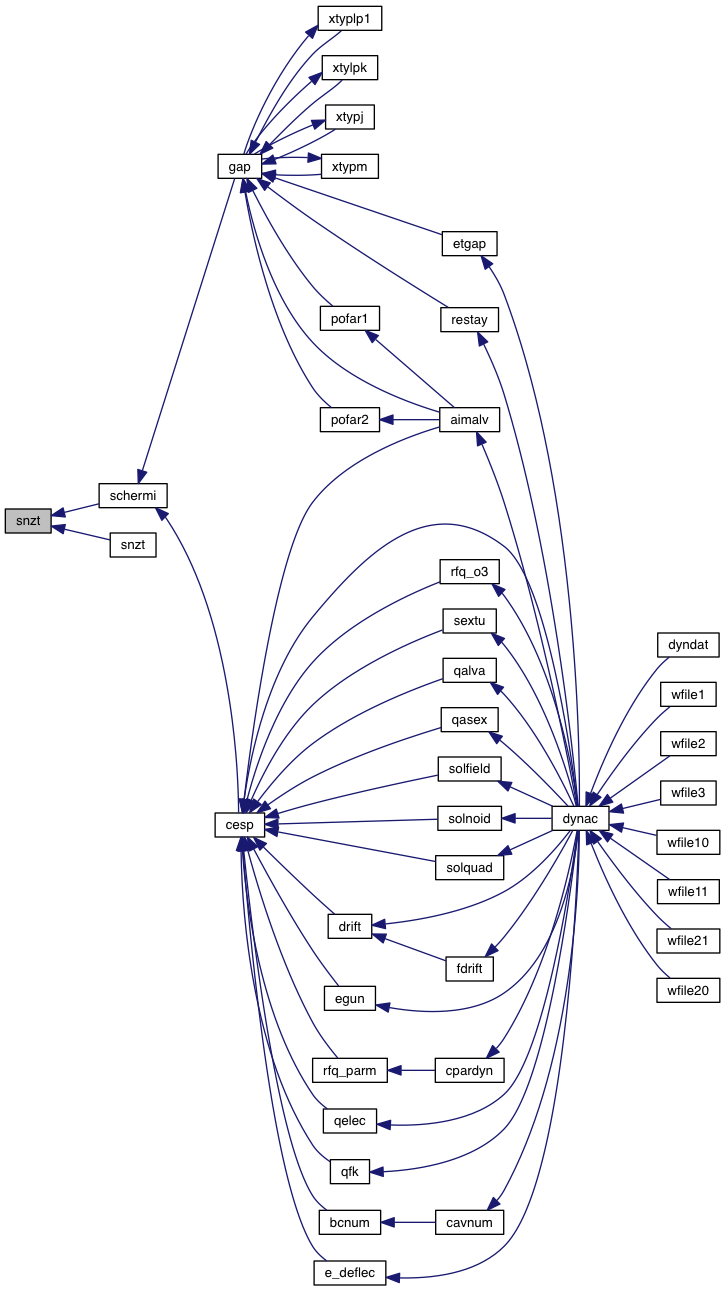 xtyplp1
xtylpk
xtypj
gap
xtypm
etgap
pofar1
restay
pofar2
aimalv
schermi
snzt
snzt
rfq_o3
sextu
dyndat
qalva
wfile1
qasex
wfile2
solfield
wfile3
cesp
solnoid
dynac
wfile10
solquad
wfile11
drift
wfile21
fdrift
wfile20
egun
rfq_parm
cpardyn
qelec
qfk
bcnum
cavnum
e_deflec